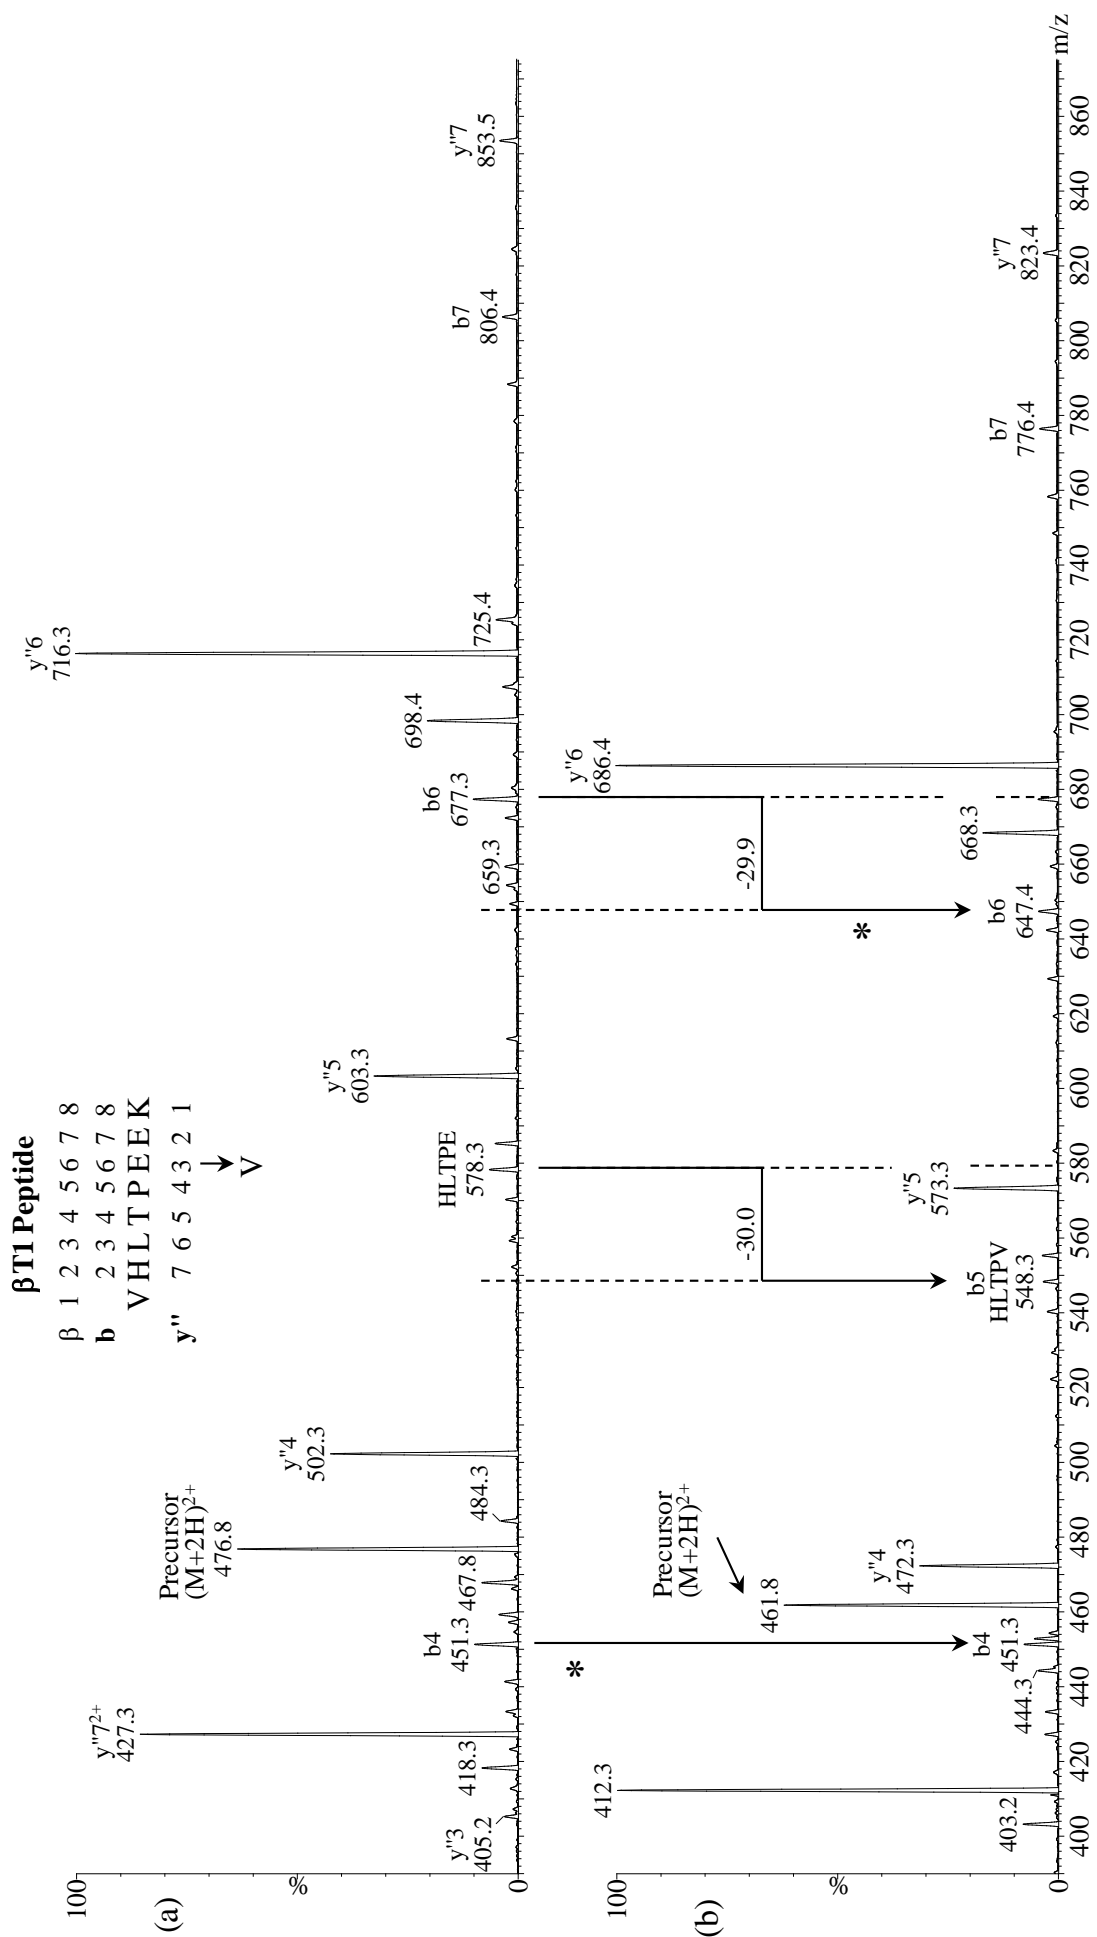 βT1 Peptide
β 1 2 3 4 5 6 7 8
b 2 3 4 5 6 7 8
V H L T P E E K
y" 7 6 5 4 3 2 1
V
(a)
100
%
0
y"3
405.2
418.3
y"7²⁺
427.3
b4
451.3
467.8
Precursor
(M+2H)²⁺
476.8
484.3
y"4
502.3
HLTPE
578.3
y"5
603.3
659.3
b6
677.3
698.4
y"6
716.3
725.4
b7
806.4
y"7
853.5
*
-30.0
-29.9
*
(b)
100
%
0
403.2
412.3
444.3
b4
451.3
461.8
Precursor
(M+2H)²⁺
y"4
472.3
b5
HLTPV
548.3
y"5
573.3
b6
647.4
668.3
y"6
686.4
b7
776.4
y"7
823.4
400 420 440 460 480 500 520 540 560 580 600 620 640 660 680 700 720 740 760 780 800 820 840 860
m/z